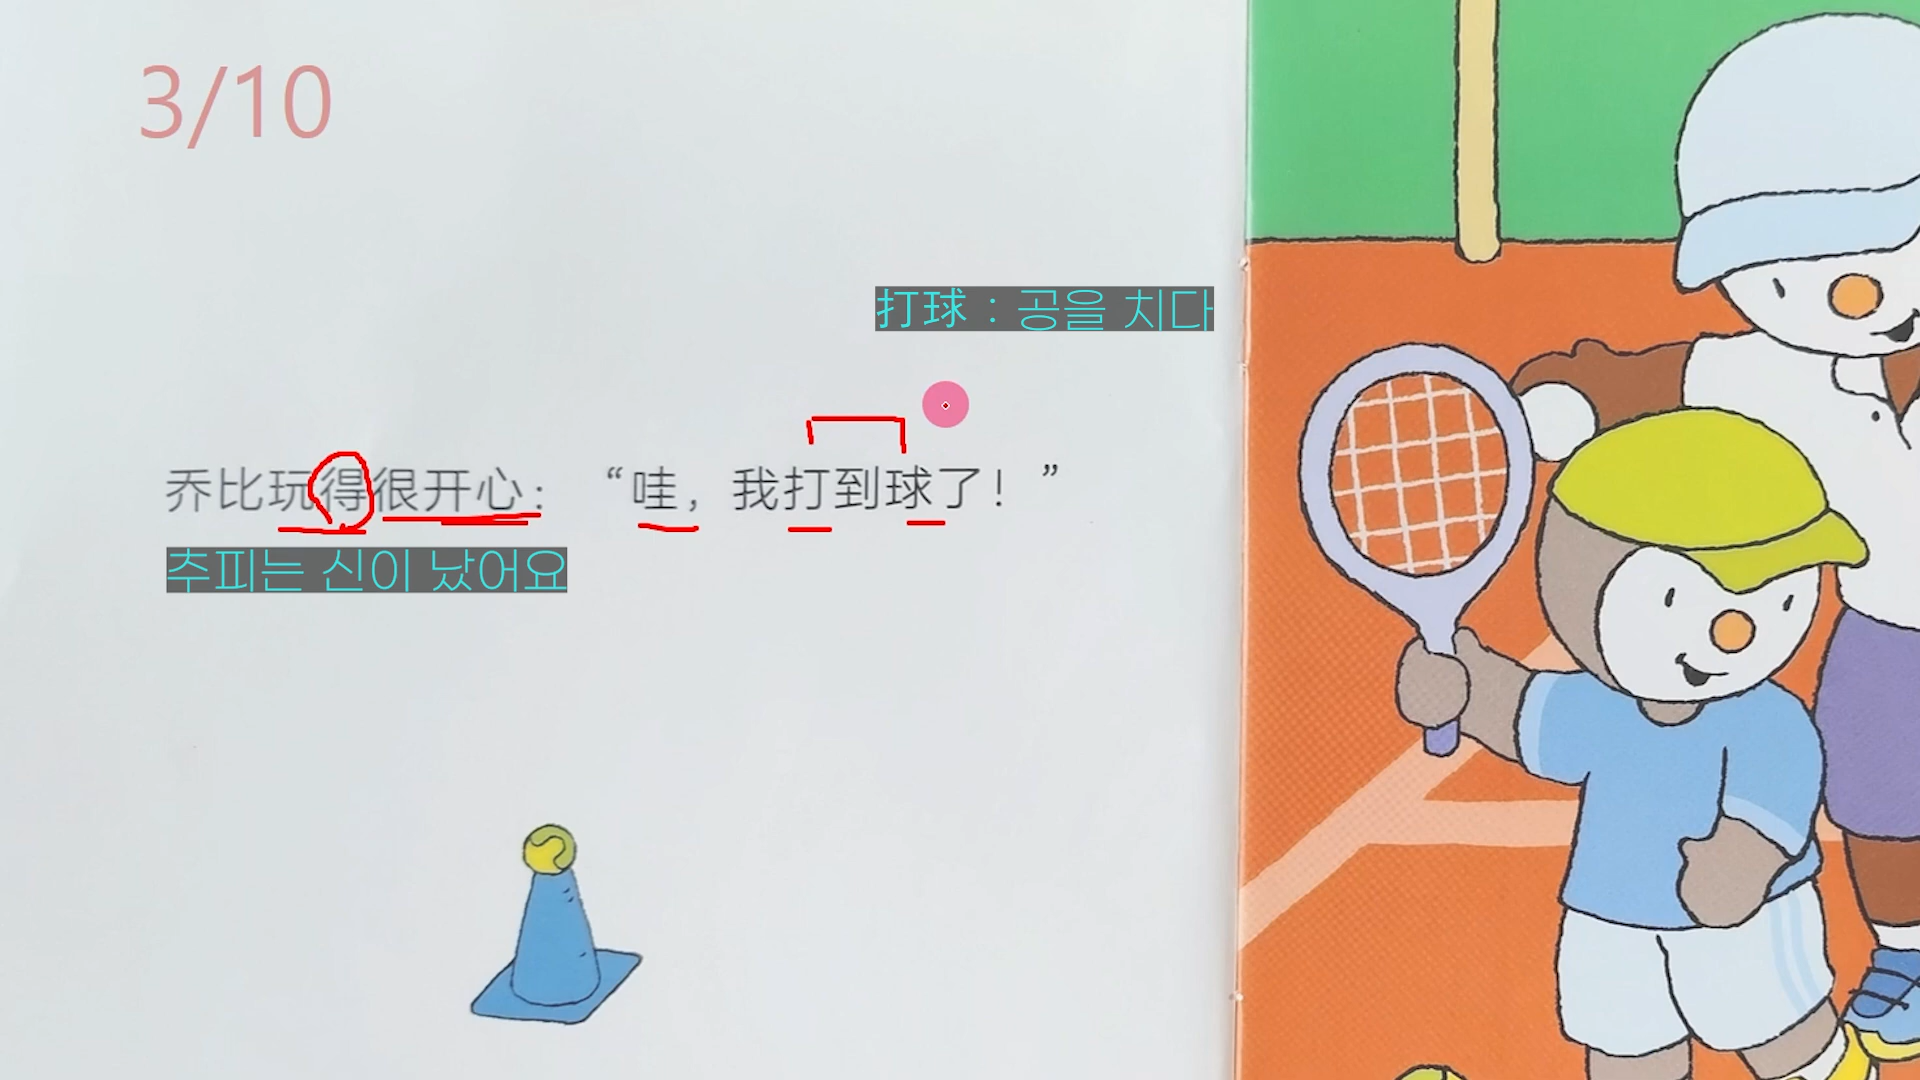 3/10
打球 : 공을 치다
乔比玩得很开心：“哇，我打到球了！”
추피는 신이 났어요